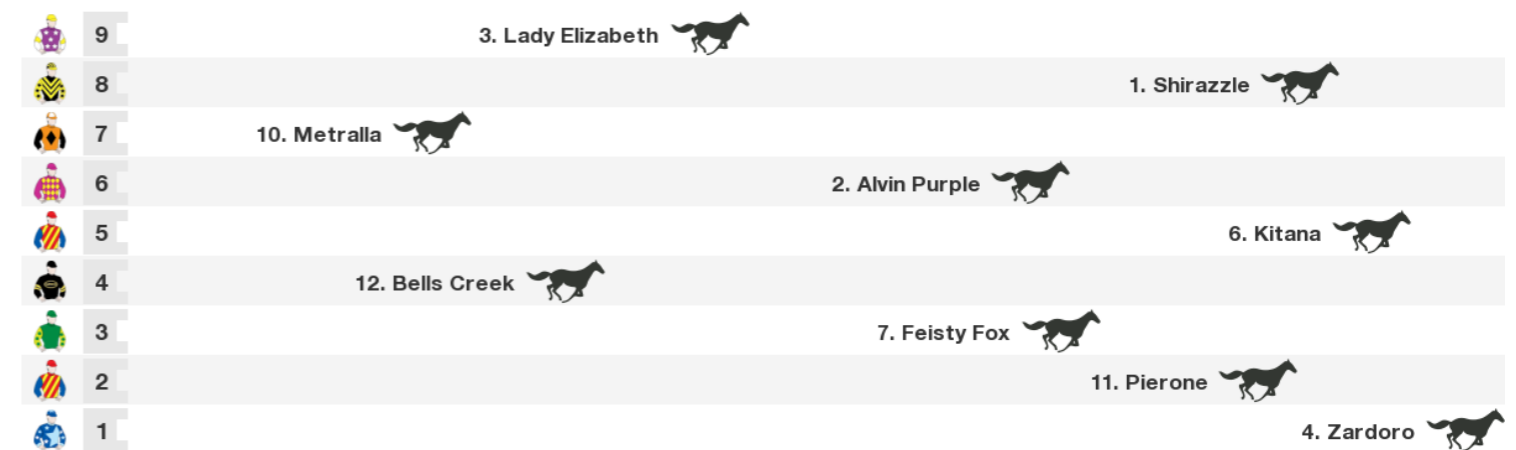 9 3. Lady Elizabeth
8 1. Shirazzle
7 10. Metralla
6 2. Alvin Purple
5 6. Kitana
4 12. Bells Creek
3 7. Feisty Fox
2 11. Pierone
1 4. Zardoro